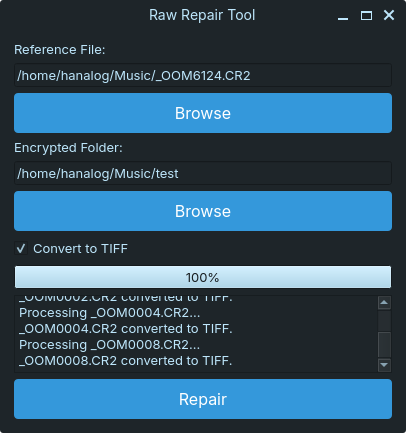 Raw Repair Tool
Reference File:
/home/hanalog/Music/_OOM6124.CR2
Browse
Encrypted Folder:
/home/hanalog/Music/test
Browse
✓ Convert to TIFF
100%
_OOM0002.CR2 converted to TIFF.
Processing _OOM0004.CR2...
_OOM0004.CR2 converted to TIFF.
Processing _OOM0008.CR2...
_OOM0008.CR2 converted to TIFF.
Repair